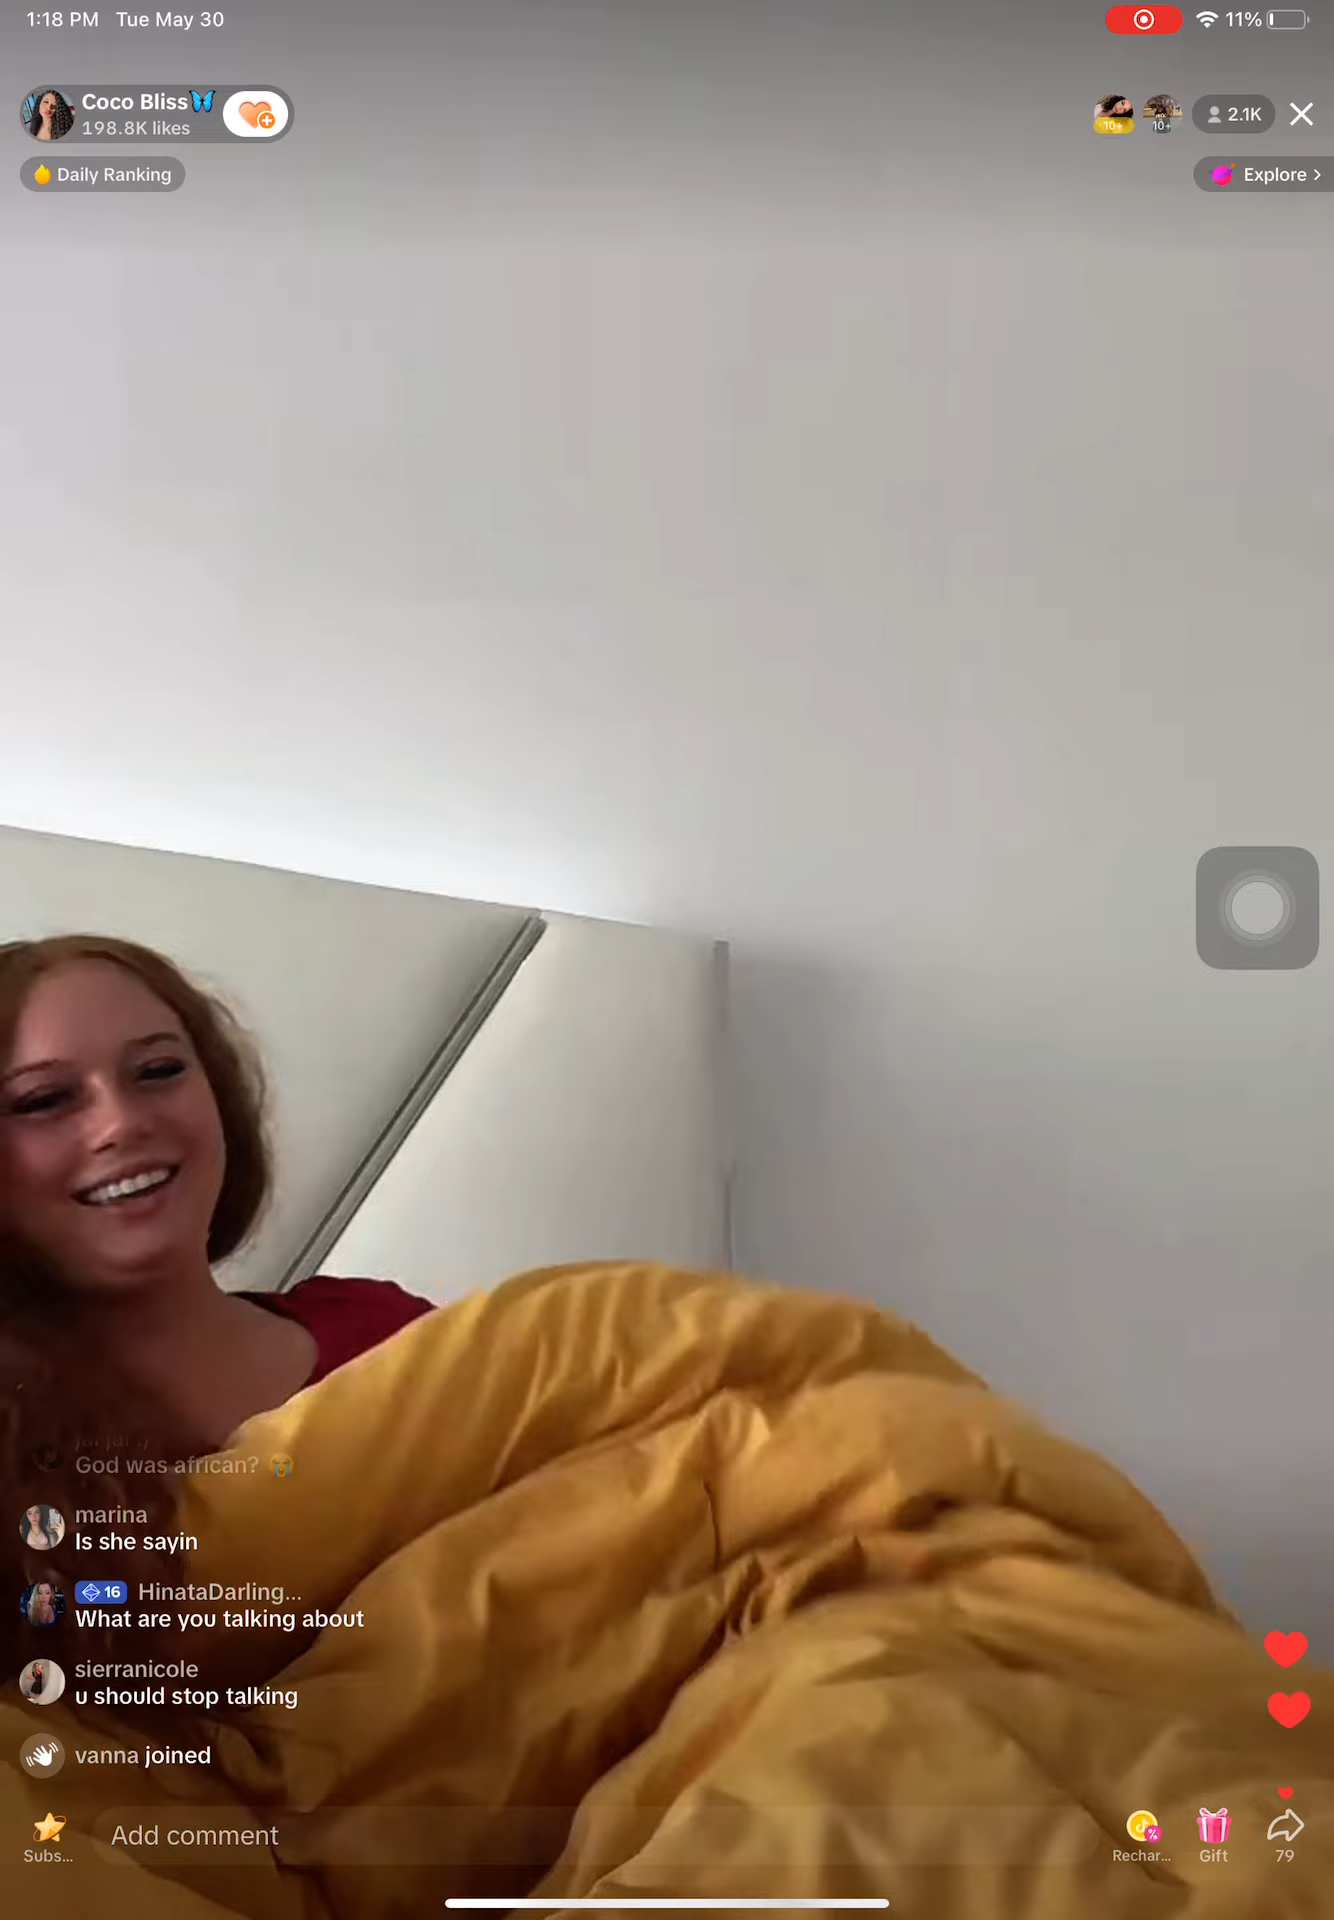 1:18 PM Tue May 30
11%
Coco Bliss
198.8K likes
10+
10+
2.1K
Daily Ranking
Explore >
God was african?
marina
Is she sayin
16 HinataDarling...
What are you talking about
sierranicole
u should stop talking
vanna joined
Subs...
Add comment
Rechar...
Gift
79